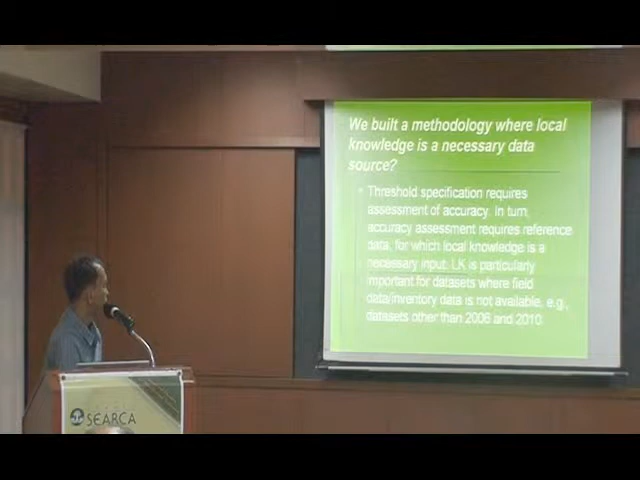 We built a methodology where local
knowledge is a necessary data
source?
Threshold specification requires
assessment of accuracy. In turn,
accuracy assessment requires reference
data, for which local knowledge is a
necessary input. LK is particularly
important for datasets where field
data/inventory data is not available, e.g.,
datasets other than 2006 and 2010.
SEARCA